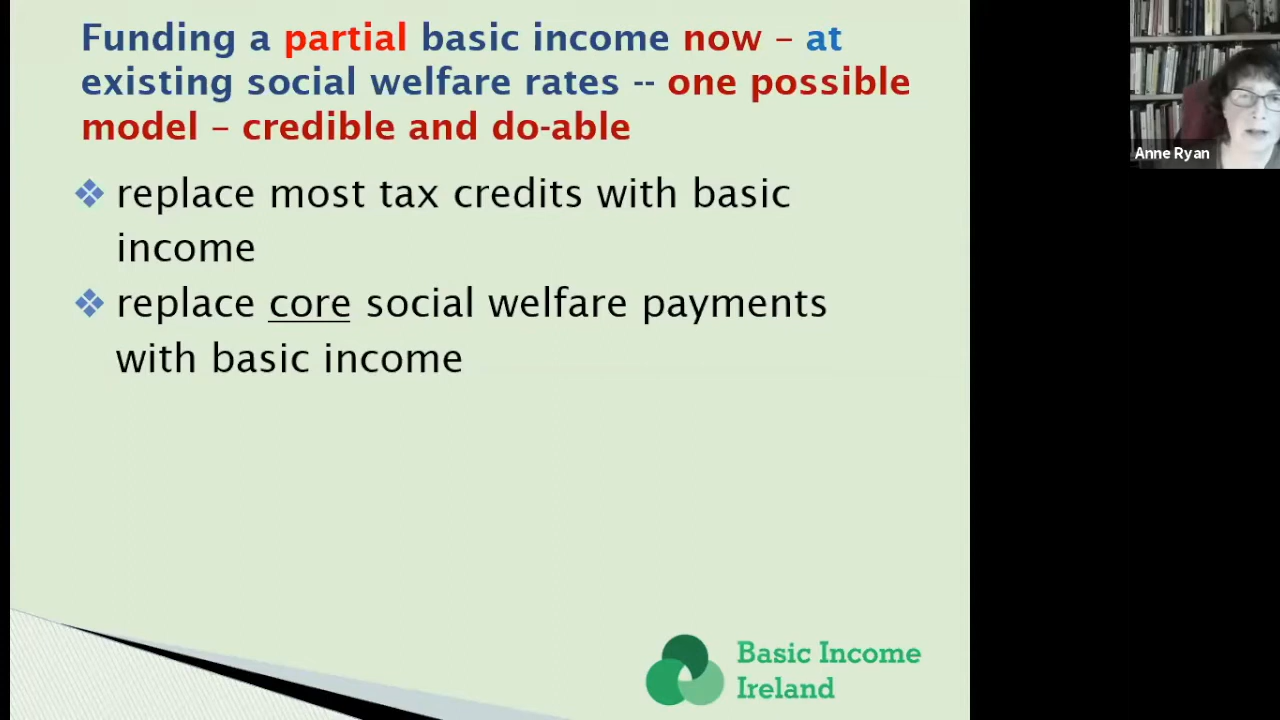 Funding a partial basic income now – at
existing social welfare rates -- one possible
model – credible and do-able
replace most tax credits with basic
income
replace core social welfare payments
with basic income
Anne Ryan
Basic Income
Ireland